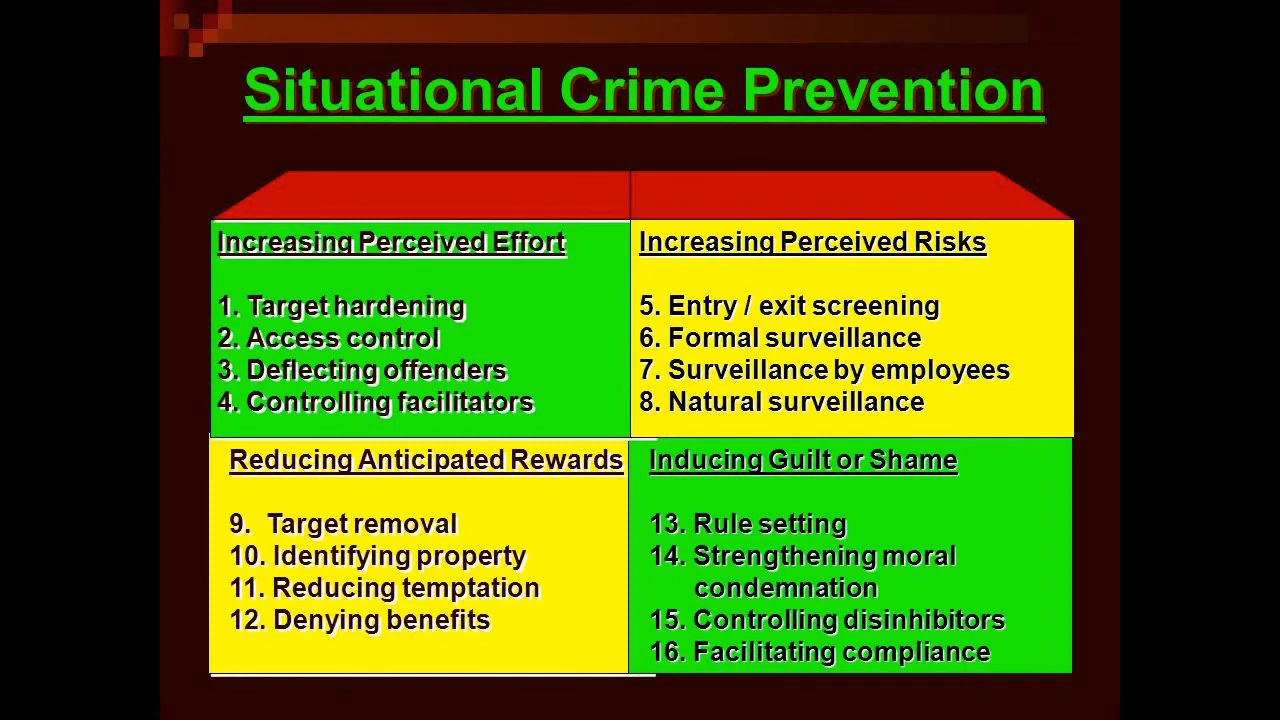 Situational Crime Prevention
Increasing Perceived Effort
1. Target hardening
2. Access control
3. Deflecting offenders
4. Controlling facilitators
Increasing Perceived Risks
5. Entry / exit screening
6. Formal surveillance
7. Surveillance by employees
8. Natural surveillance
Reducing Anticipated Rewards
9. Target removal
10. Identifying property
11. Reducing temptation
12. Denying benefits
Inducing Guilt or Shame
13. Rule setting
14. Strengthening moral
condemnation
15. Controlling disinhibitors
16. Facilitating compliance